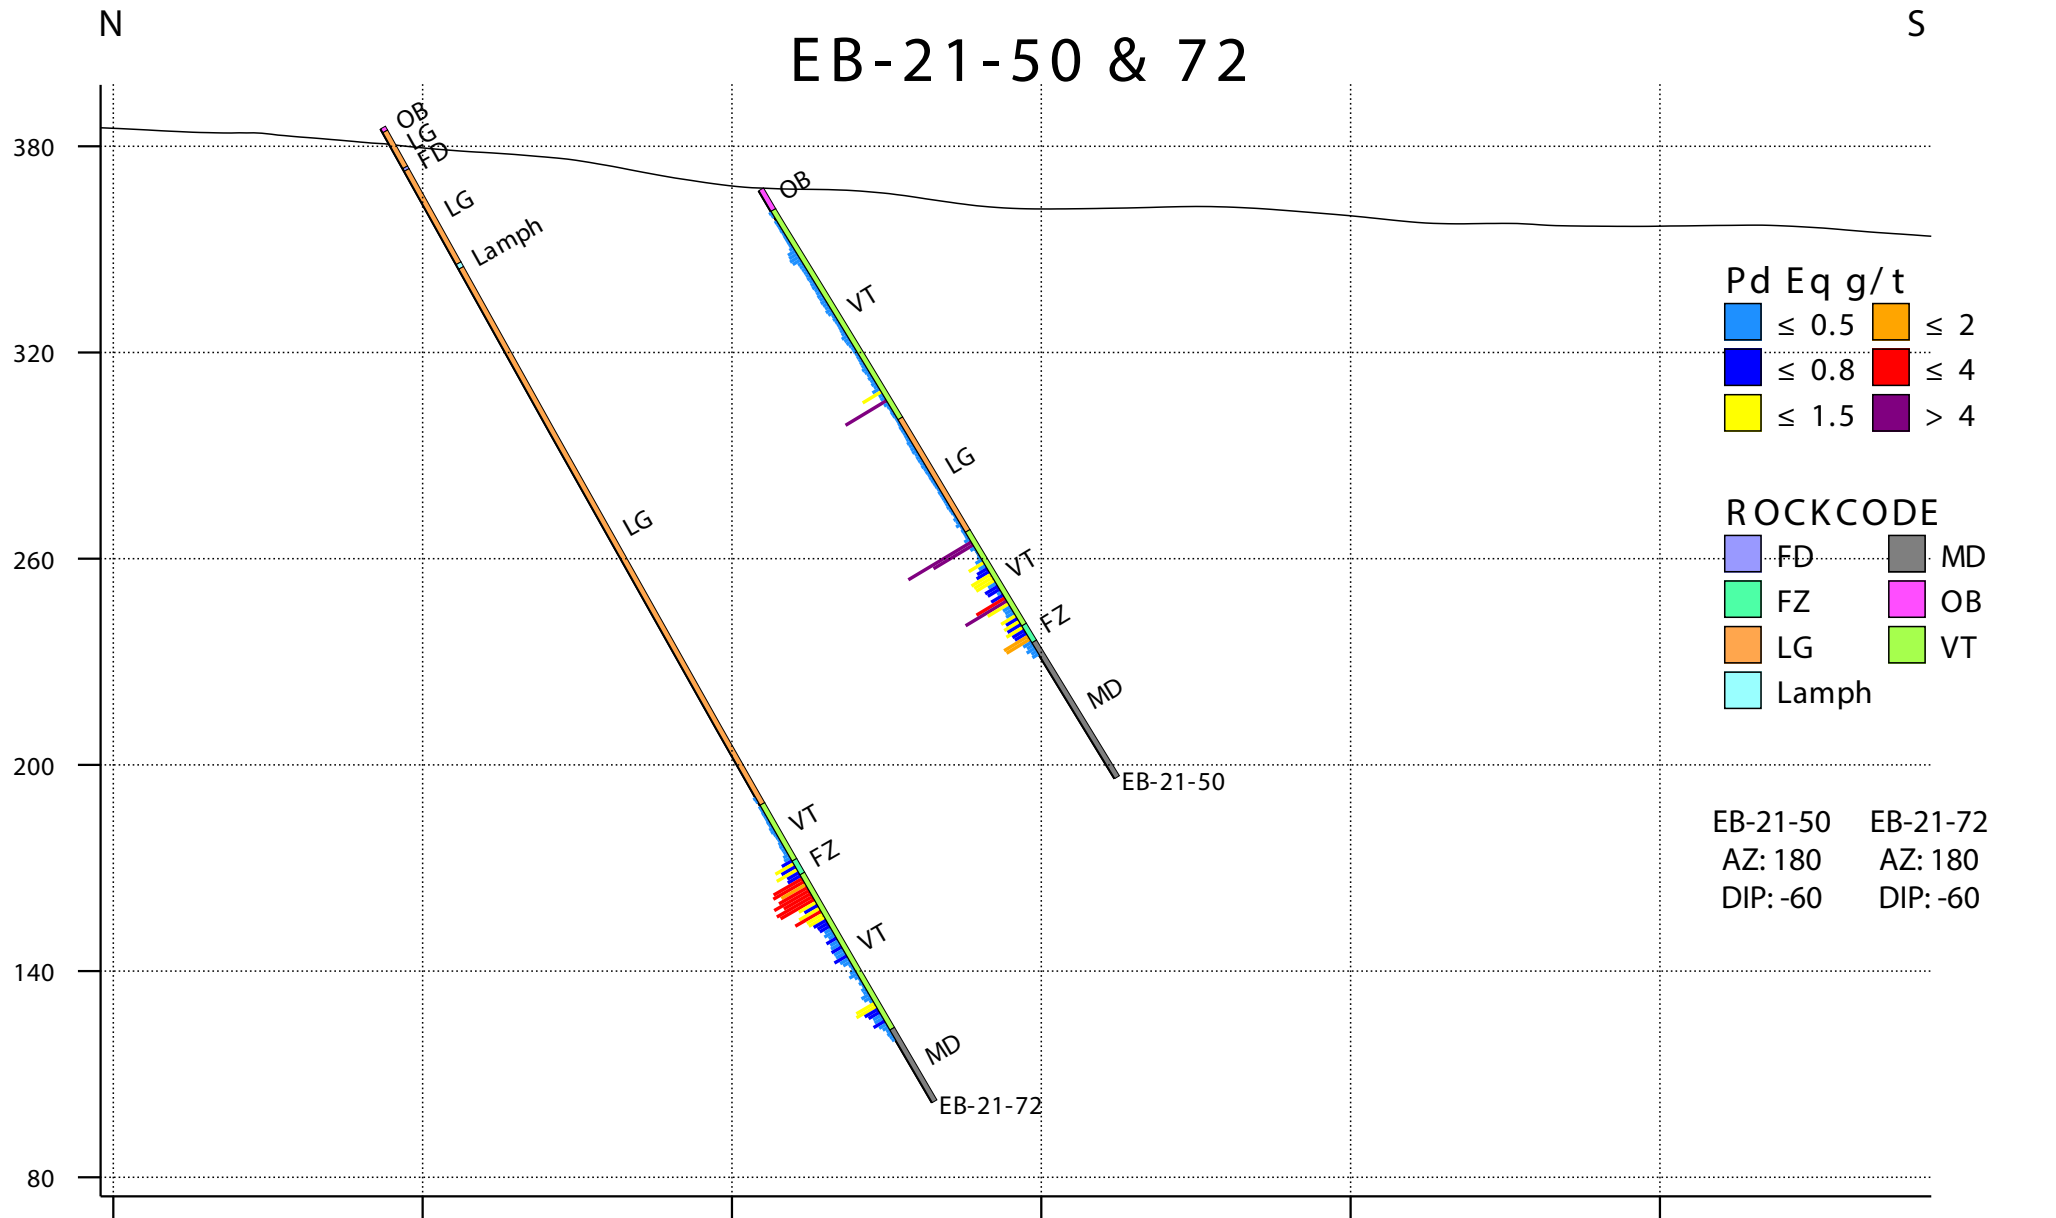 N
S
EB-21-50 & 72
OB
LG
FD
380
OB
LG
Lamph
VT
Pd Eq g/t
≤ 0.5
≤ 2
320
≤ 0.8
≤ 4
≤ 1.5
> 4
LG
LG
ROCKCODE
260
VT
FD
MD
FZ
FZ
OB
LG
VT
MD
Lamph
200
EB-21-50
VT
EB-21-50 EB-21-72
FZ
AZ: 180 AZ: 180
DIP: -60 DIP: -60
VT
140
MD
EB-21-72
80